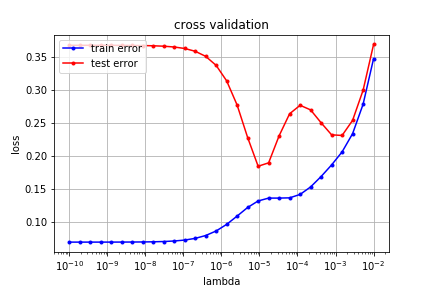 cross validation
train error
test error
loss
0.35
0.30
0.25
0.20
0.15
0.10
10⁻¹⁰ 10⁻⁹ 10⁻⁸ 10⁻⁷ 10⁻⁶ 10⁻⁵ 10⁻⁴ 10⁻³ 10⁻²
lambda